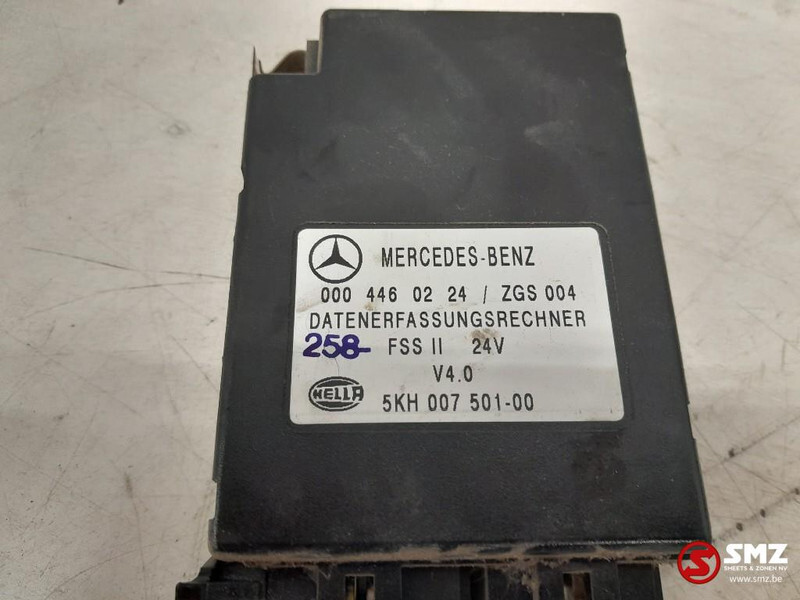 MERCEDES-BENZ
000 446 02 24 / ZGS 004
DATENERFASSUNGSRECHNER
258- FSS II 24V
V4.0
HELLA 5KH 007 501-00
SMZ
SMEETS & ZONEN NV
www.smz.be